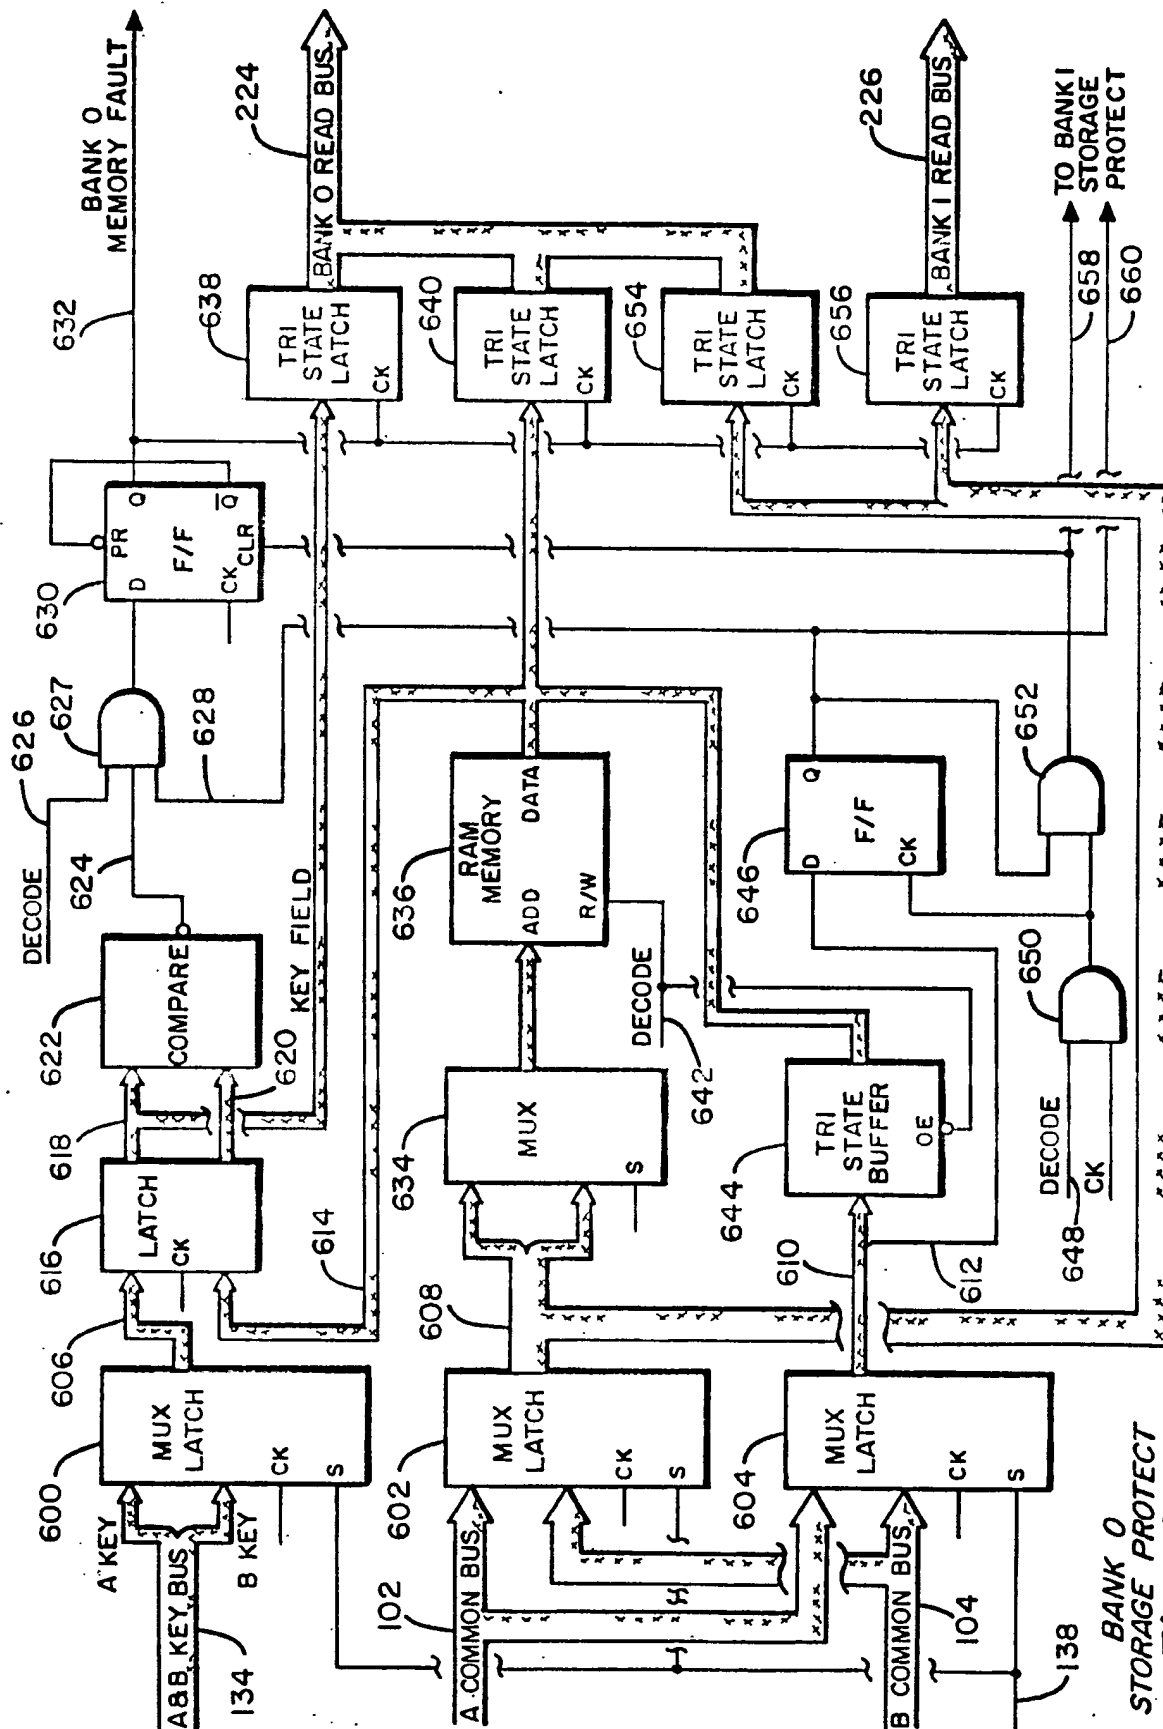 A&B KEY BUS
134
A KEY
B KEY
600
MUX
LATCH
CK
S
606
616
LATCH
CK
618
620
622
COMPARE
KEY FIELD
DECODE
624
626
627
628
630
D
PR
Q
F/F
CK
CLR
Q
632
BANK 0
MEMORY FAULT
638
TRI
STATE
LATCH
CK
BANK 0 READ BUS
224
A COMMON BUS
102
602
MUX
LATCH
CK
S
608
614
634
MUX
S
636
RAM
MEMORY
ADD
DATA
R/W
DECODE
642
640
TRI
STATE
LATCH
CK
B COMMON BUS
104
138
604
MUX
LATCH
CK
S
610
612
644
TRI
STATE
BUFFER
OE
646
D
Q
F/F
CK
DECODE
CK
648
650
652
654
TRI
STATE
LATCH
CK
656
TRI
STATE
LATCH
CK
BANK 1 READ BUS
226
TO BANK 1
STORAGE
PROTECT
658
660
BANK 0
STORAGE PROTECT